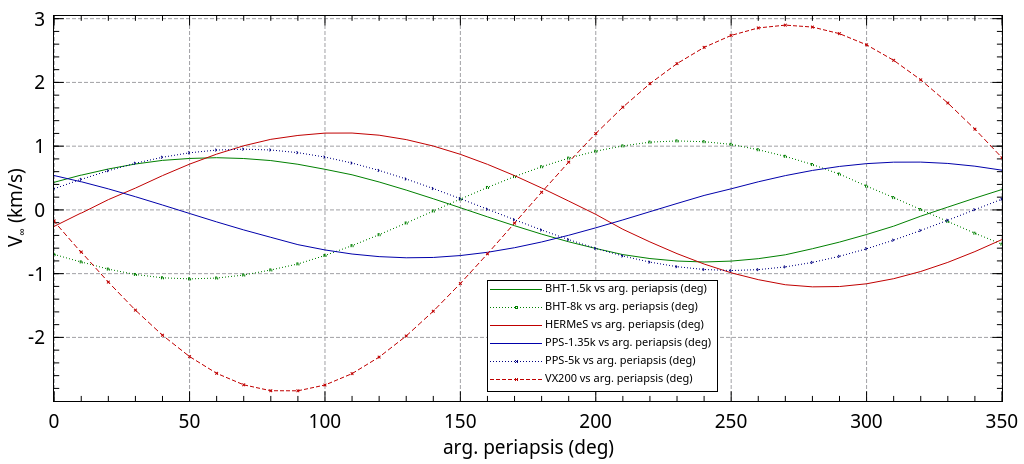 3
2
1
0
-1
-2
V∞ (km/s)
BHT-1.5k vs arg. periapsis (deg)
BHT-8k vs arg. periapsis (deg)
HERMeS vs arg. periapsis (deg)
PPS-1.35k vs arg. periapsis (deg)
PPS-5k vs arg. periapsis (deg)
VX200 vs arg. periapsis (deg)
0 50 100 150 200 250 300 350
arg. periapsis (deg)